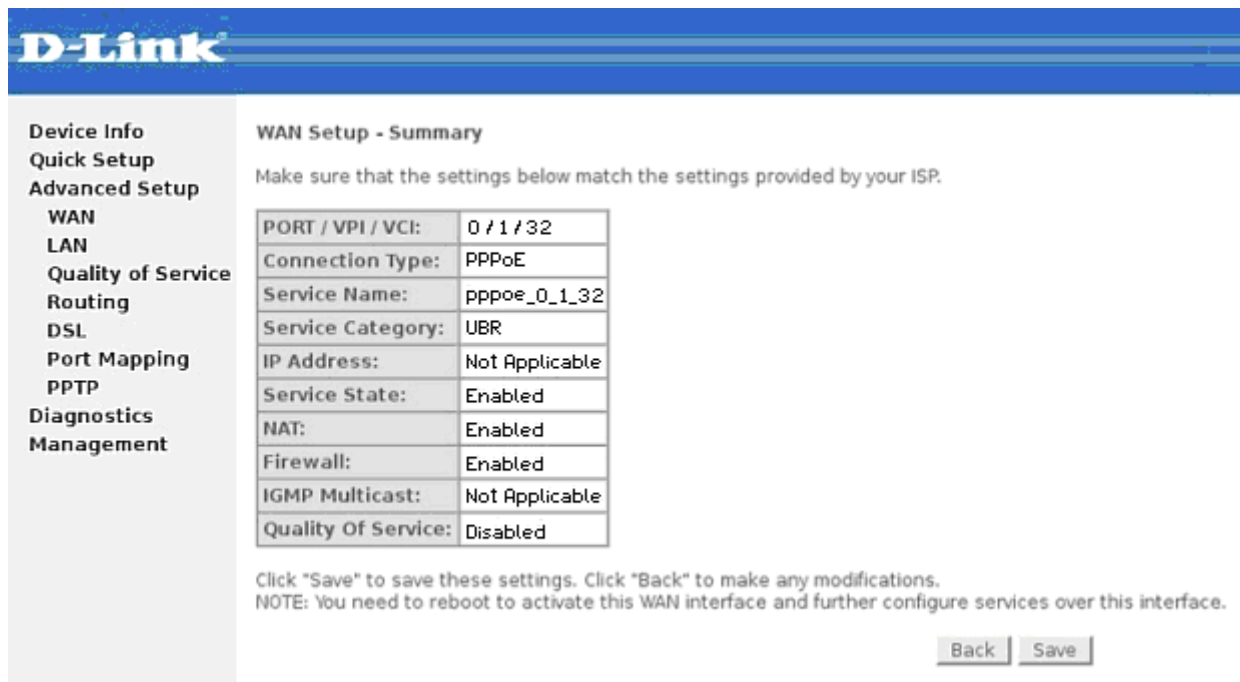 D-Link
Device Info
Quick Setup
Advanced Setup
WAN
LAN
Quality of Service
Routing
DSL
Port Mapping
PPTP
Diagnostics
Management
WAN Setup - Summary
Make sure that the settings below match the settings provided by your ISP.
PORT / VPI / VCI: 0 / 1 / 32
Connection Type: PPPoE
Service Name: pppoe_0_1_32
Service Category: UBR
IP Address: Not Applicable
Service State: Enabled
NAT: Enabled
Firewall: Enabled
IGMP Multicast: Not Applicable
Quality Of Service: Disabled
Click "Save" to save these settings. Click "Back" to make any modifications.
NOTE: You need to reboot to activate this WAN interface and further configure services over this interface.
Back Save